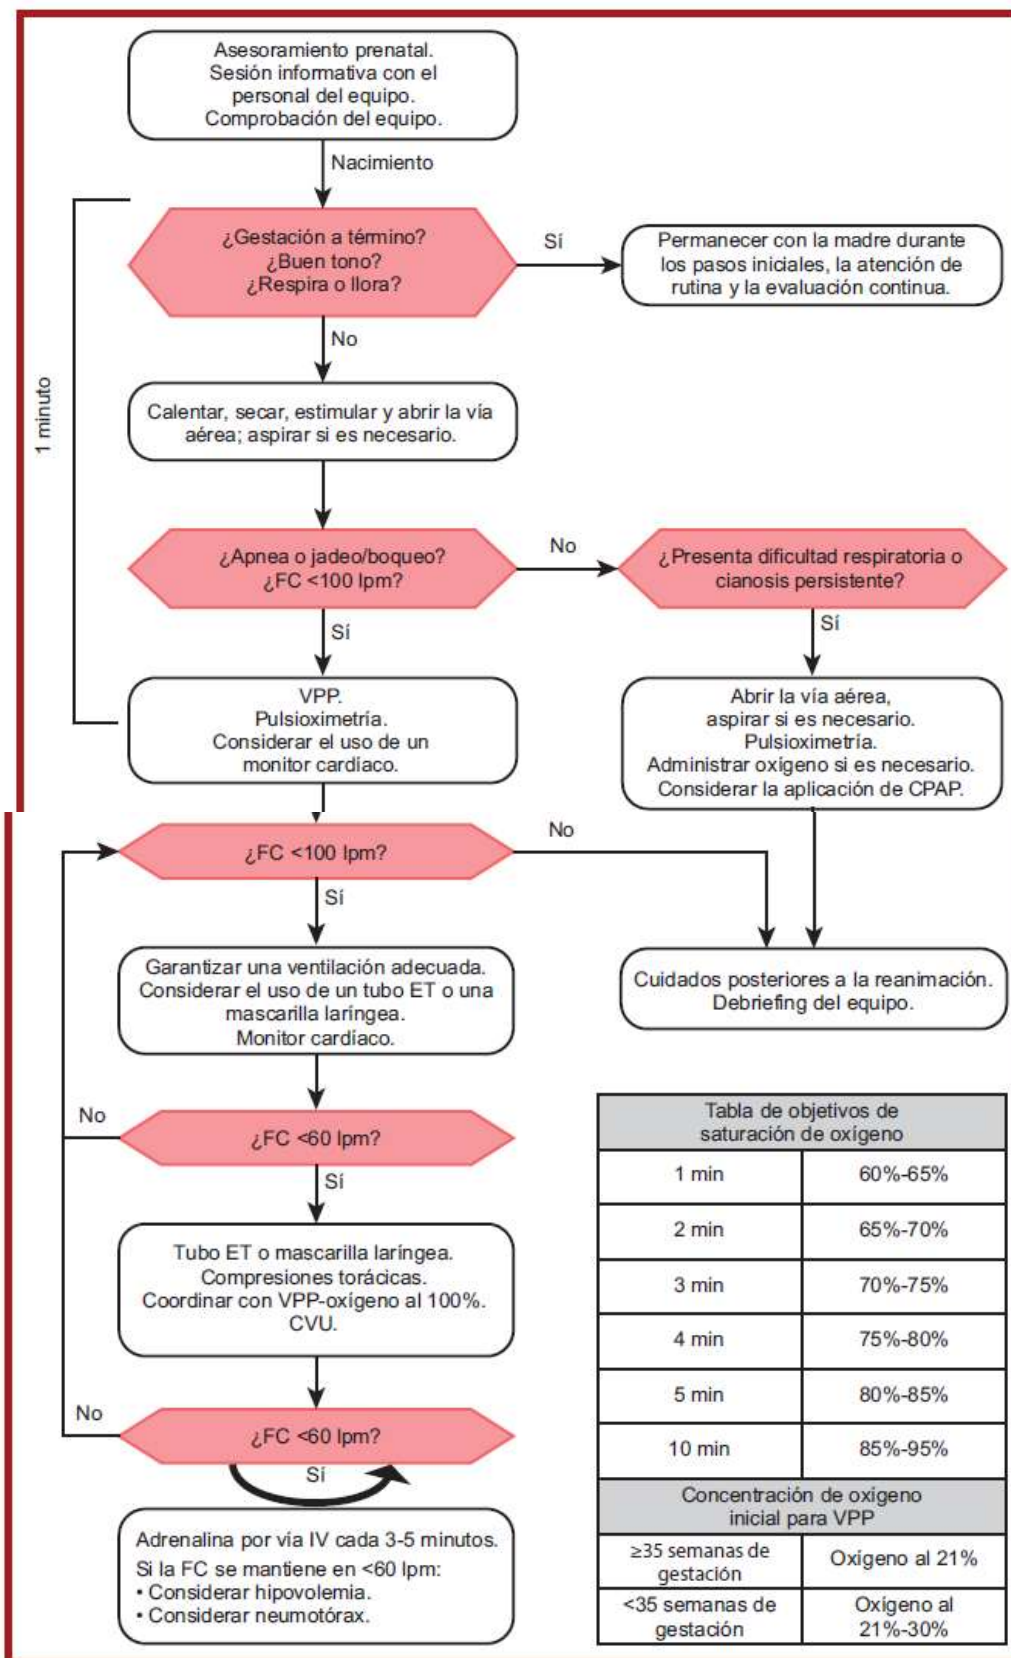 Asesoramiento prenatal.
Sesión informativa con el
personal del equipo.
Comprobación del equipo.
Nacimiento
1 minuto
¿Gestación a término?
¿Buen tono?
¿Respira o llora?
Sí
Permanecer con la madre durante
los pasos iniciales, la atención de
rutina y la evaluación continua.
No
Calentar, secar, estimular y abrir la vía
aérea; aspirar si es necesario.
¿Apnea o jadeo/boqueo?
¿FC <100 lpm?
No
¿Presenta dificultad respiratoria o
cianosis persistente?
Sí
Sí
VPP.
Pulsioximetría.
Considerar el uso de un
monitor cardíaco.
Abrir la vía aérea,
aspirar si es necesario.
Pulsioximetría.
Administrar oxígeno si es necesario.
Considerar la aplicación de CPAP.
¿FC <100 lpm?
No
Sí
Garantizar una ventilación adecuada.
Considerar el uso de un tubo ET o una
mascarilla laríngea.
Monitor cardíaco.
Cuidados posteriores a la reanimación.
Debriefing del equipo.
No
¿FC <60 lpm?
Sí
Tubo ET o mascarilla laríngea.
Compresiones torácicas.
Coordinar con VPP-oxígeno al 100%.
CVU.
No
¿FC <60 lpm?
Sí
Adrenalina por vía IV cada 3-5 minutos.
Si la FC se mantiene en <60 lpm:
• Considerar hipovolemia.
• Considerar neumotórax.
Tabla de objetivos de
saturación de oxígeno
1 min 60%-65%
2 min 65%-70%
3 min 70%-75%
4 min 75%-80%
5 min 80%-85%
10 min 85%-95%
Concentración de oxígeno
inicial para VPP
≥35 semanas de
gestación
Oxígeno al 21%
<35 semanas de
gestación
Oxígeno al
21%-30%